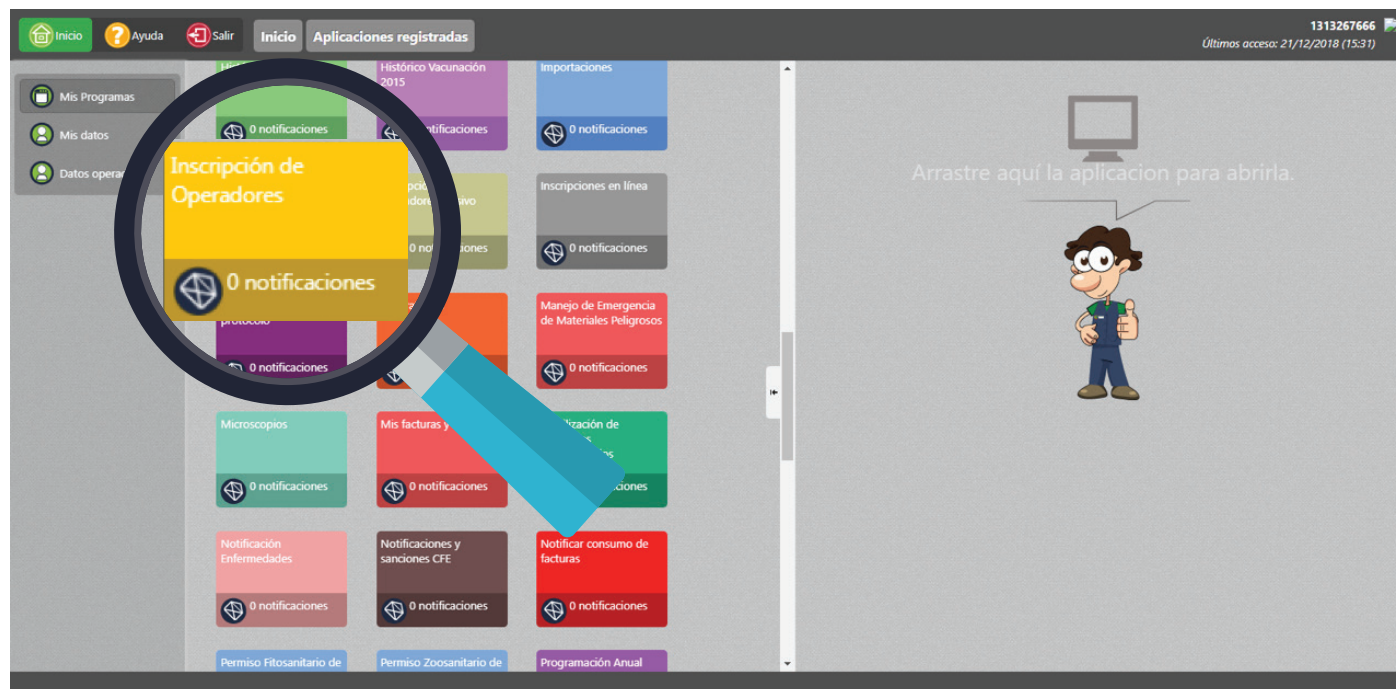 Inicio
Ayuda
Salir
Inicio
Aplicaciones registradas
1313267666
Últimos acceso: 21/12/2018 (15:31)
Mis Programas
Mis datos
Datos
Histórico Vacunación
2015
Importaciones
0 notificaciones
0 notificaciones
Inscripción de
Operadores
0 notificaciones
Inscripciones en línea
0 notificaciones
protocolo
0 notificaciones
Manejo de Emergencia
de Materiales Peligrosos
0 notificaciones
Microscopios
0 notificaciones
Mis facturas y
0 notificaciones
de
Notificación
Enfermedades
0 notificaciones
Notificaciones y
sanciones CFE
0 notificaciones
Notificar consumo de
facturas
0 notificaciones
Permiso Fitosanitario de
Permiso Zoosanitario de
Programación Anual
Arrastre aquí la aplicacion para abrirla.